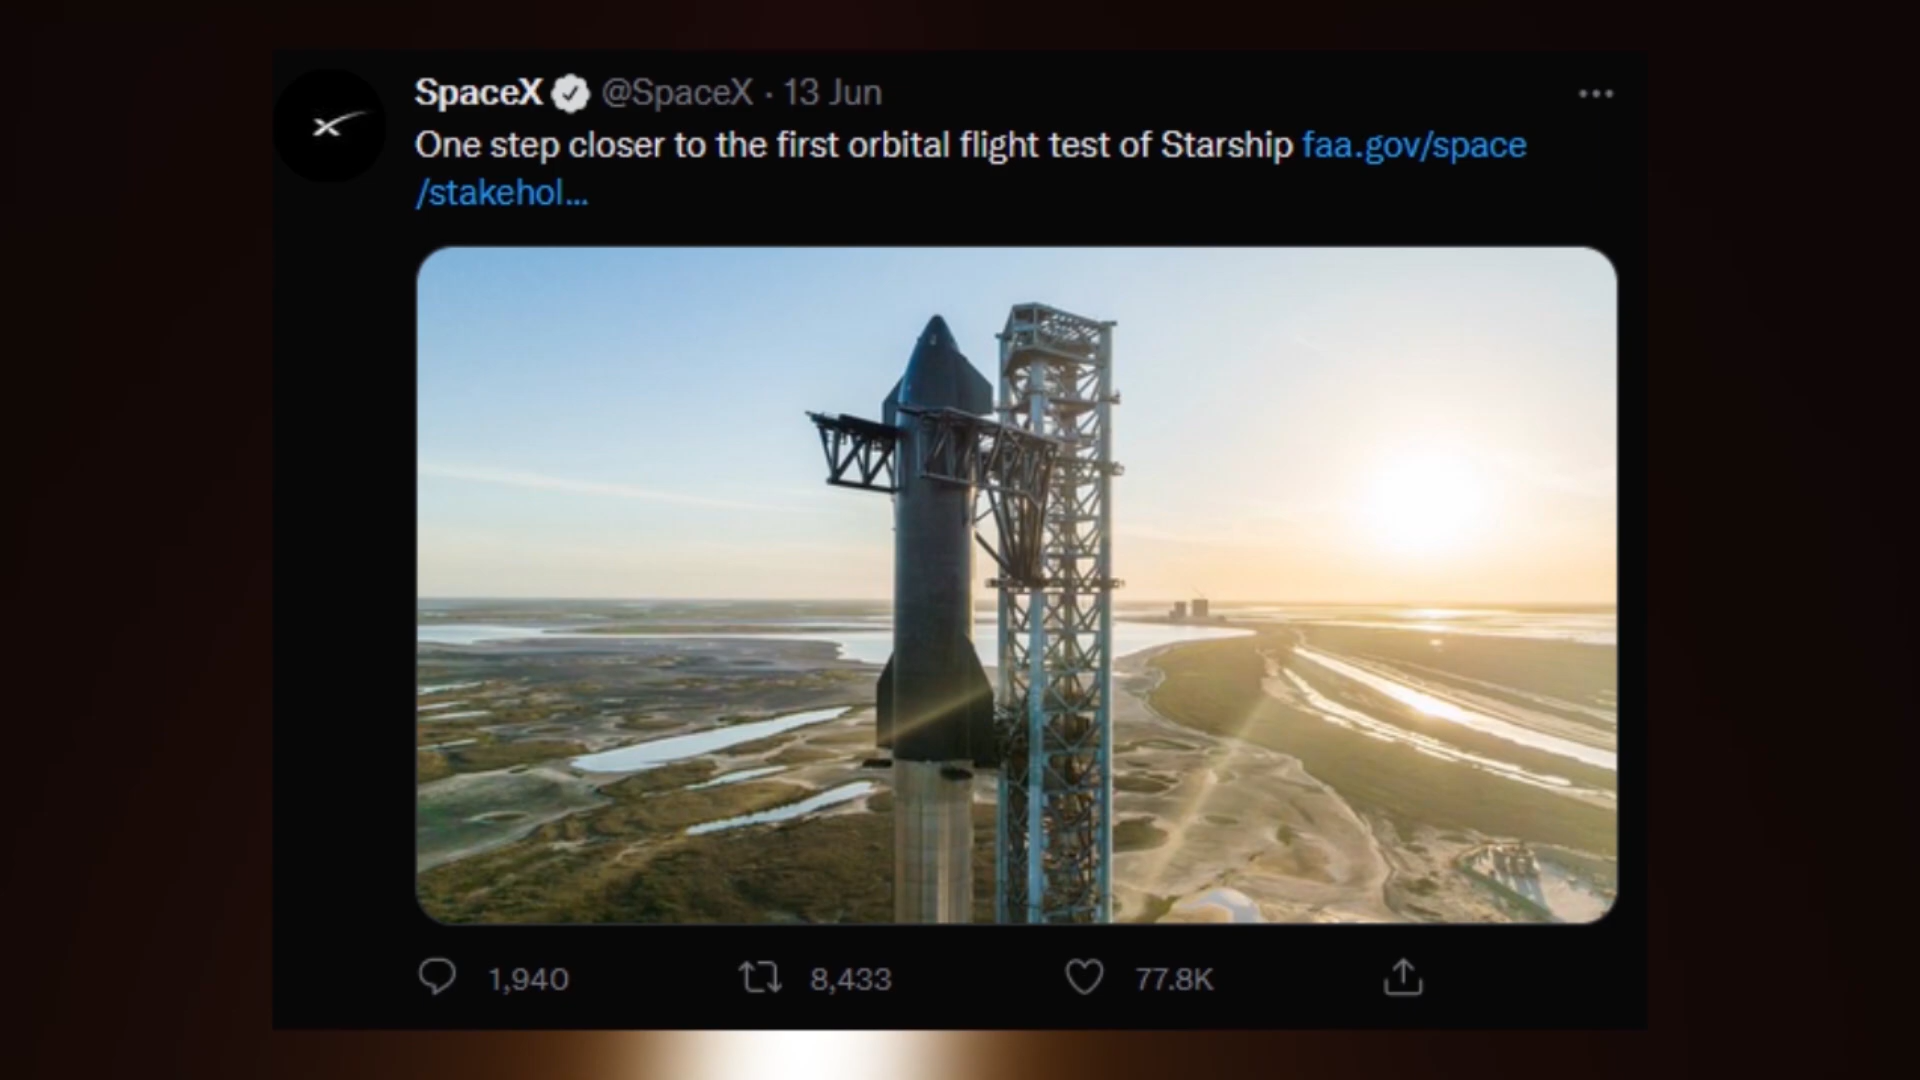 SpaceX @SpaceX · 13 Jun
One step closer to the first orbital flight test of Starship faa.gov/space
/stakehol...
1,940 8,433 77.8K